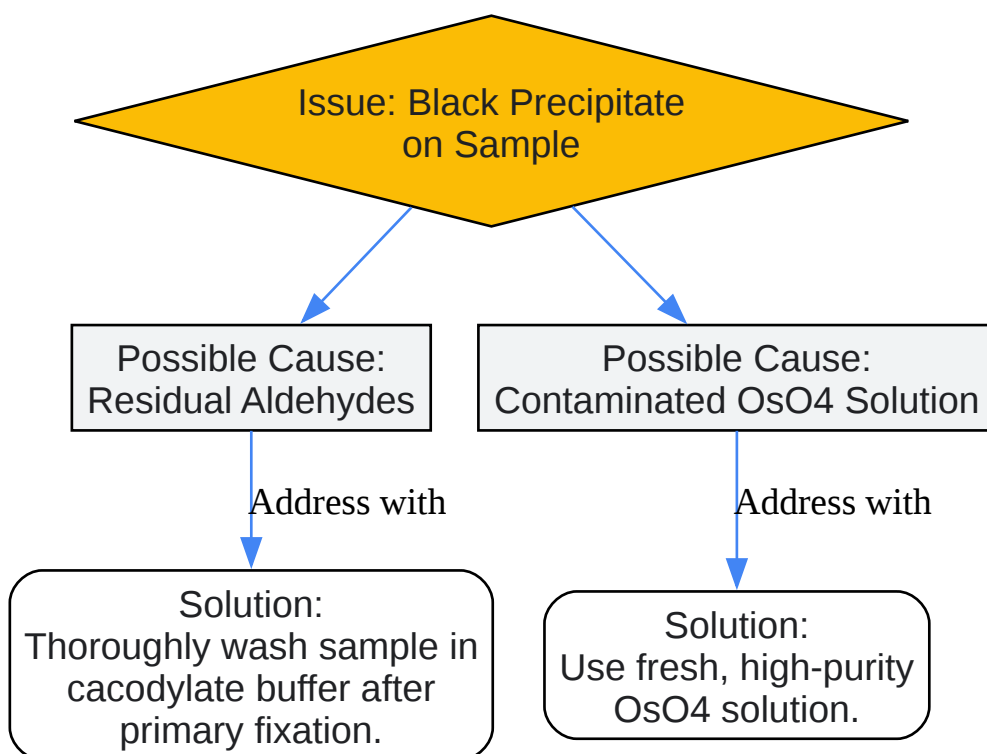 Issue: Black Precipitate
on Sample
Possible Cause:
Residual Aldehydes
Possible Cause:
Contaminated OsO4 Solution
Address with
Address with
Solution:
Thoroughly wash sample in
cacodylate buffer after
primary fixation.
Solution:
Use fresh, high-purity
OsO4 solution.